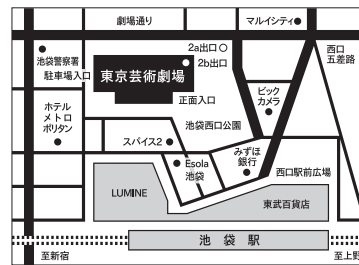 劇場通り
マルイシティ
池袋警察署
2a出口
2b出口
西口
五差路
駐車場入口
東京芸術劇場
正面入口
ビック
カメラ
ホテル
メトロ
ポリタン
池袋西口公園
スパイス2
Esola
池袋
みずほ
銀行
西口駅前広場
LUMINE
東武百貨店
池袋駅
至新宿
至上野